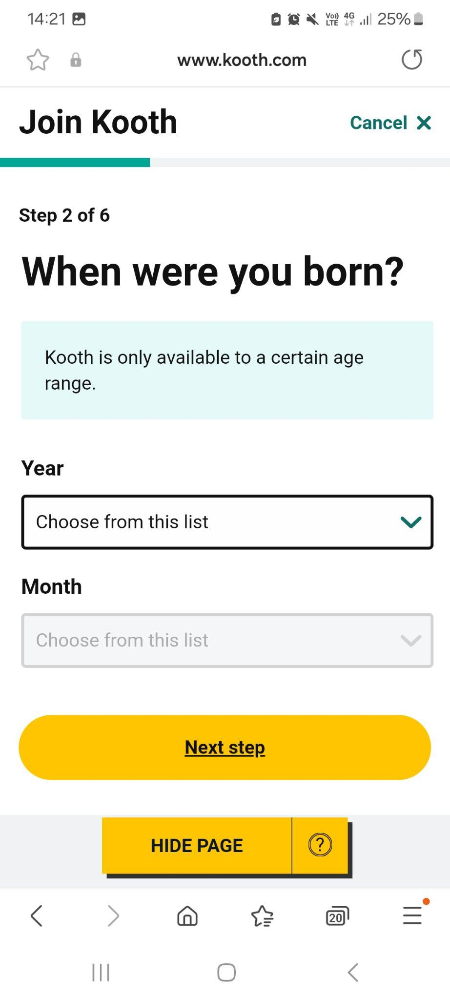 14:21 Vo)) LTE 4G 25%
www.kooth.com
Join Kooth Cancel
Step 2 of 6
When were you born?
Kooth is only available to a certain age
range.
Year
Choose from this list
Month
Choose from this list
Next step
HIDE PAGE ?
20